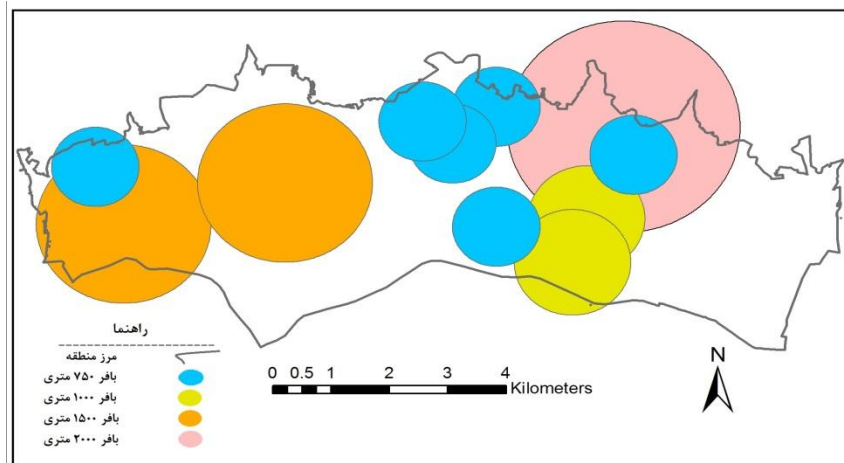 راهنما
مرز منطقه
بافر ۷۵۰ متری
بافر ۱۰۰۰ متری
بافر ۱۵۰۰ متری
بافر ۲۰۰۰ متری
0 0.5 1 2 3 4
Kilometers
N